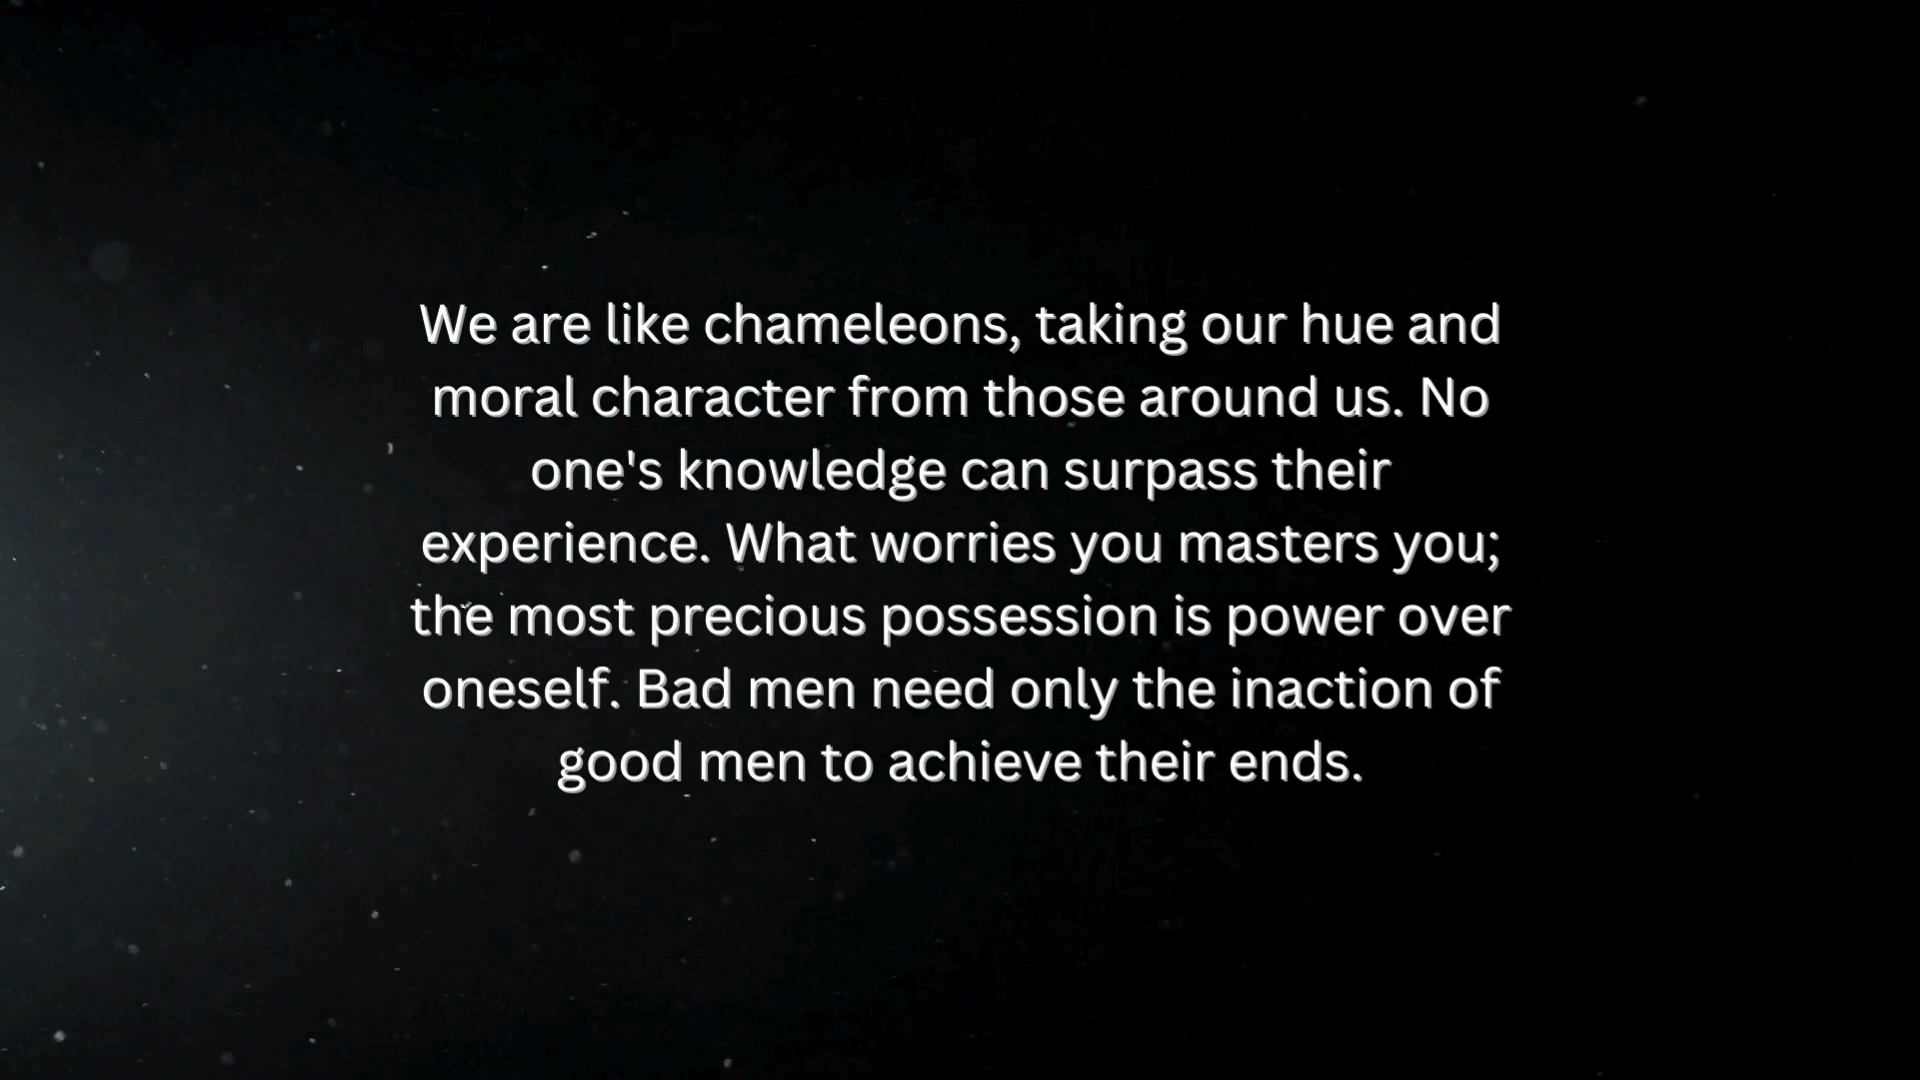 We are like chameleons, taking our hue and
moral character from those around us. No
one's knowledge can surpass their
experience. What worries you masters you;
the most precious possession is power over
oneself. Bad men need only the inaction of
good men to achieve their ends.